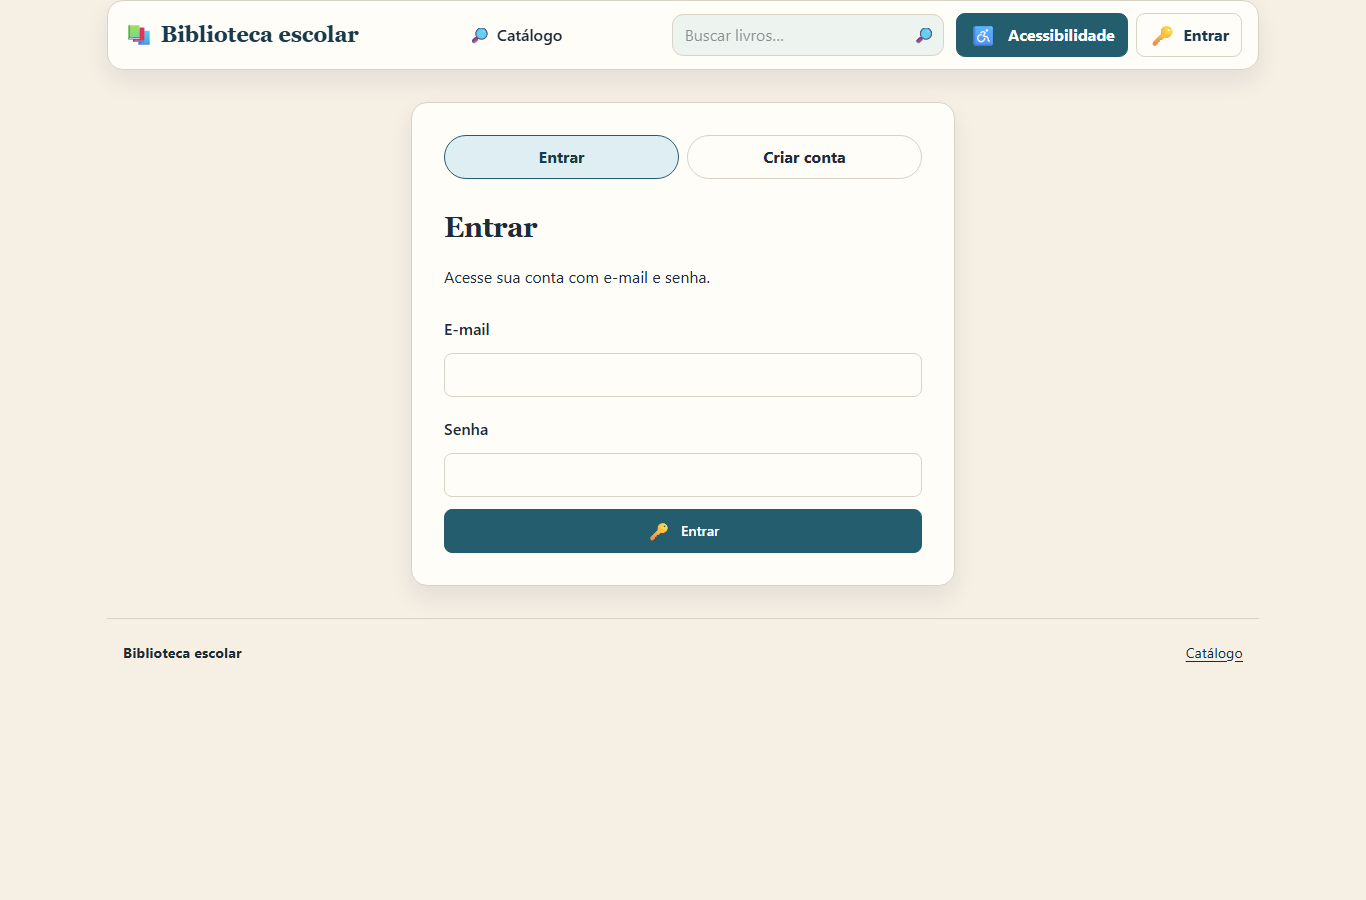 Biblioteca escolar
Catálogo
Buscar livros...
Acessibilidade
Entrar
Entrar
Criar conta
Entrar
Acesse sua conta com e-mail e senha.
E-mail
Senha
Entrar
Biblioteca escolar
Catálogo